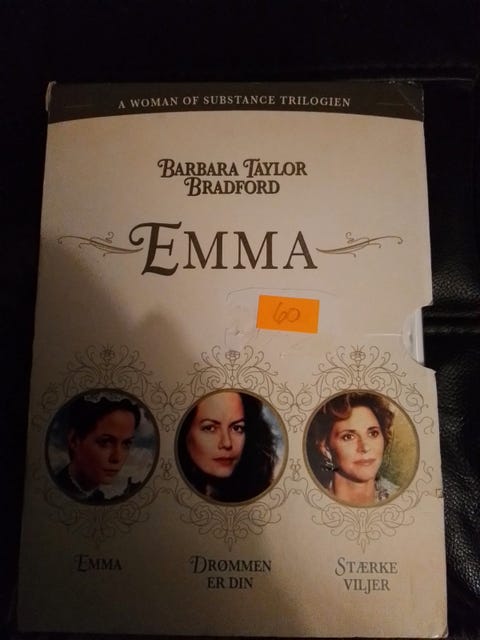 A WOMAN OF SUBSTANCE TRILOGIEN
BARBARA TAYLOR
BRADFORD
EMMA
60
EMMA
DRØMMEN
ER DIN
STÆRKE
VILJER